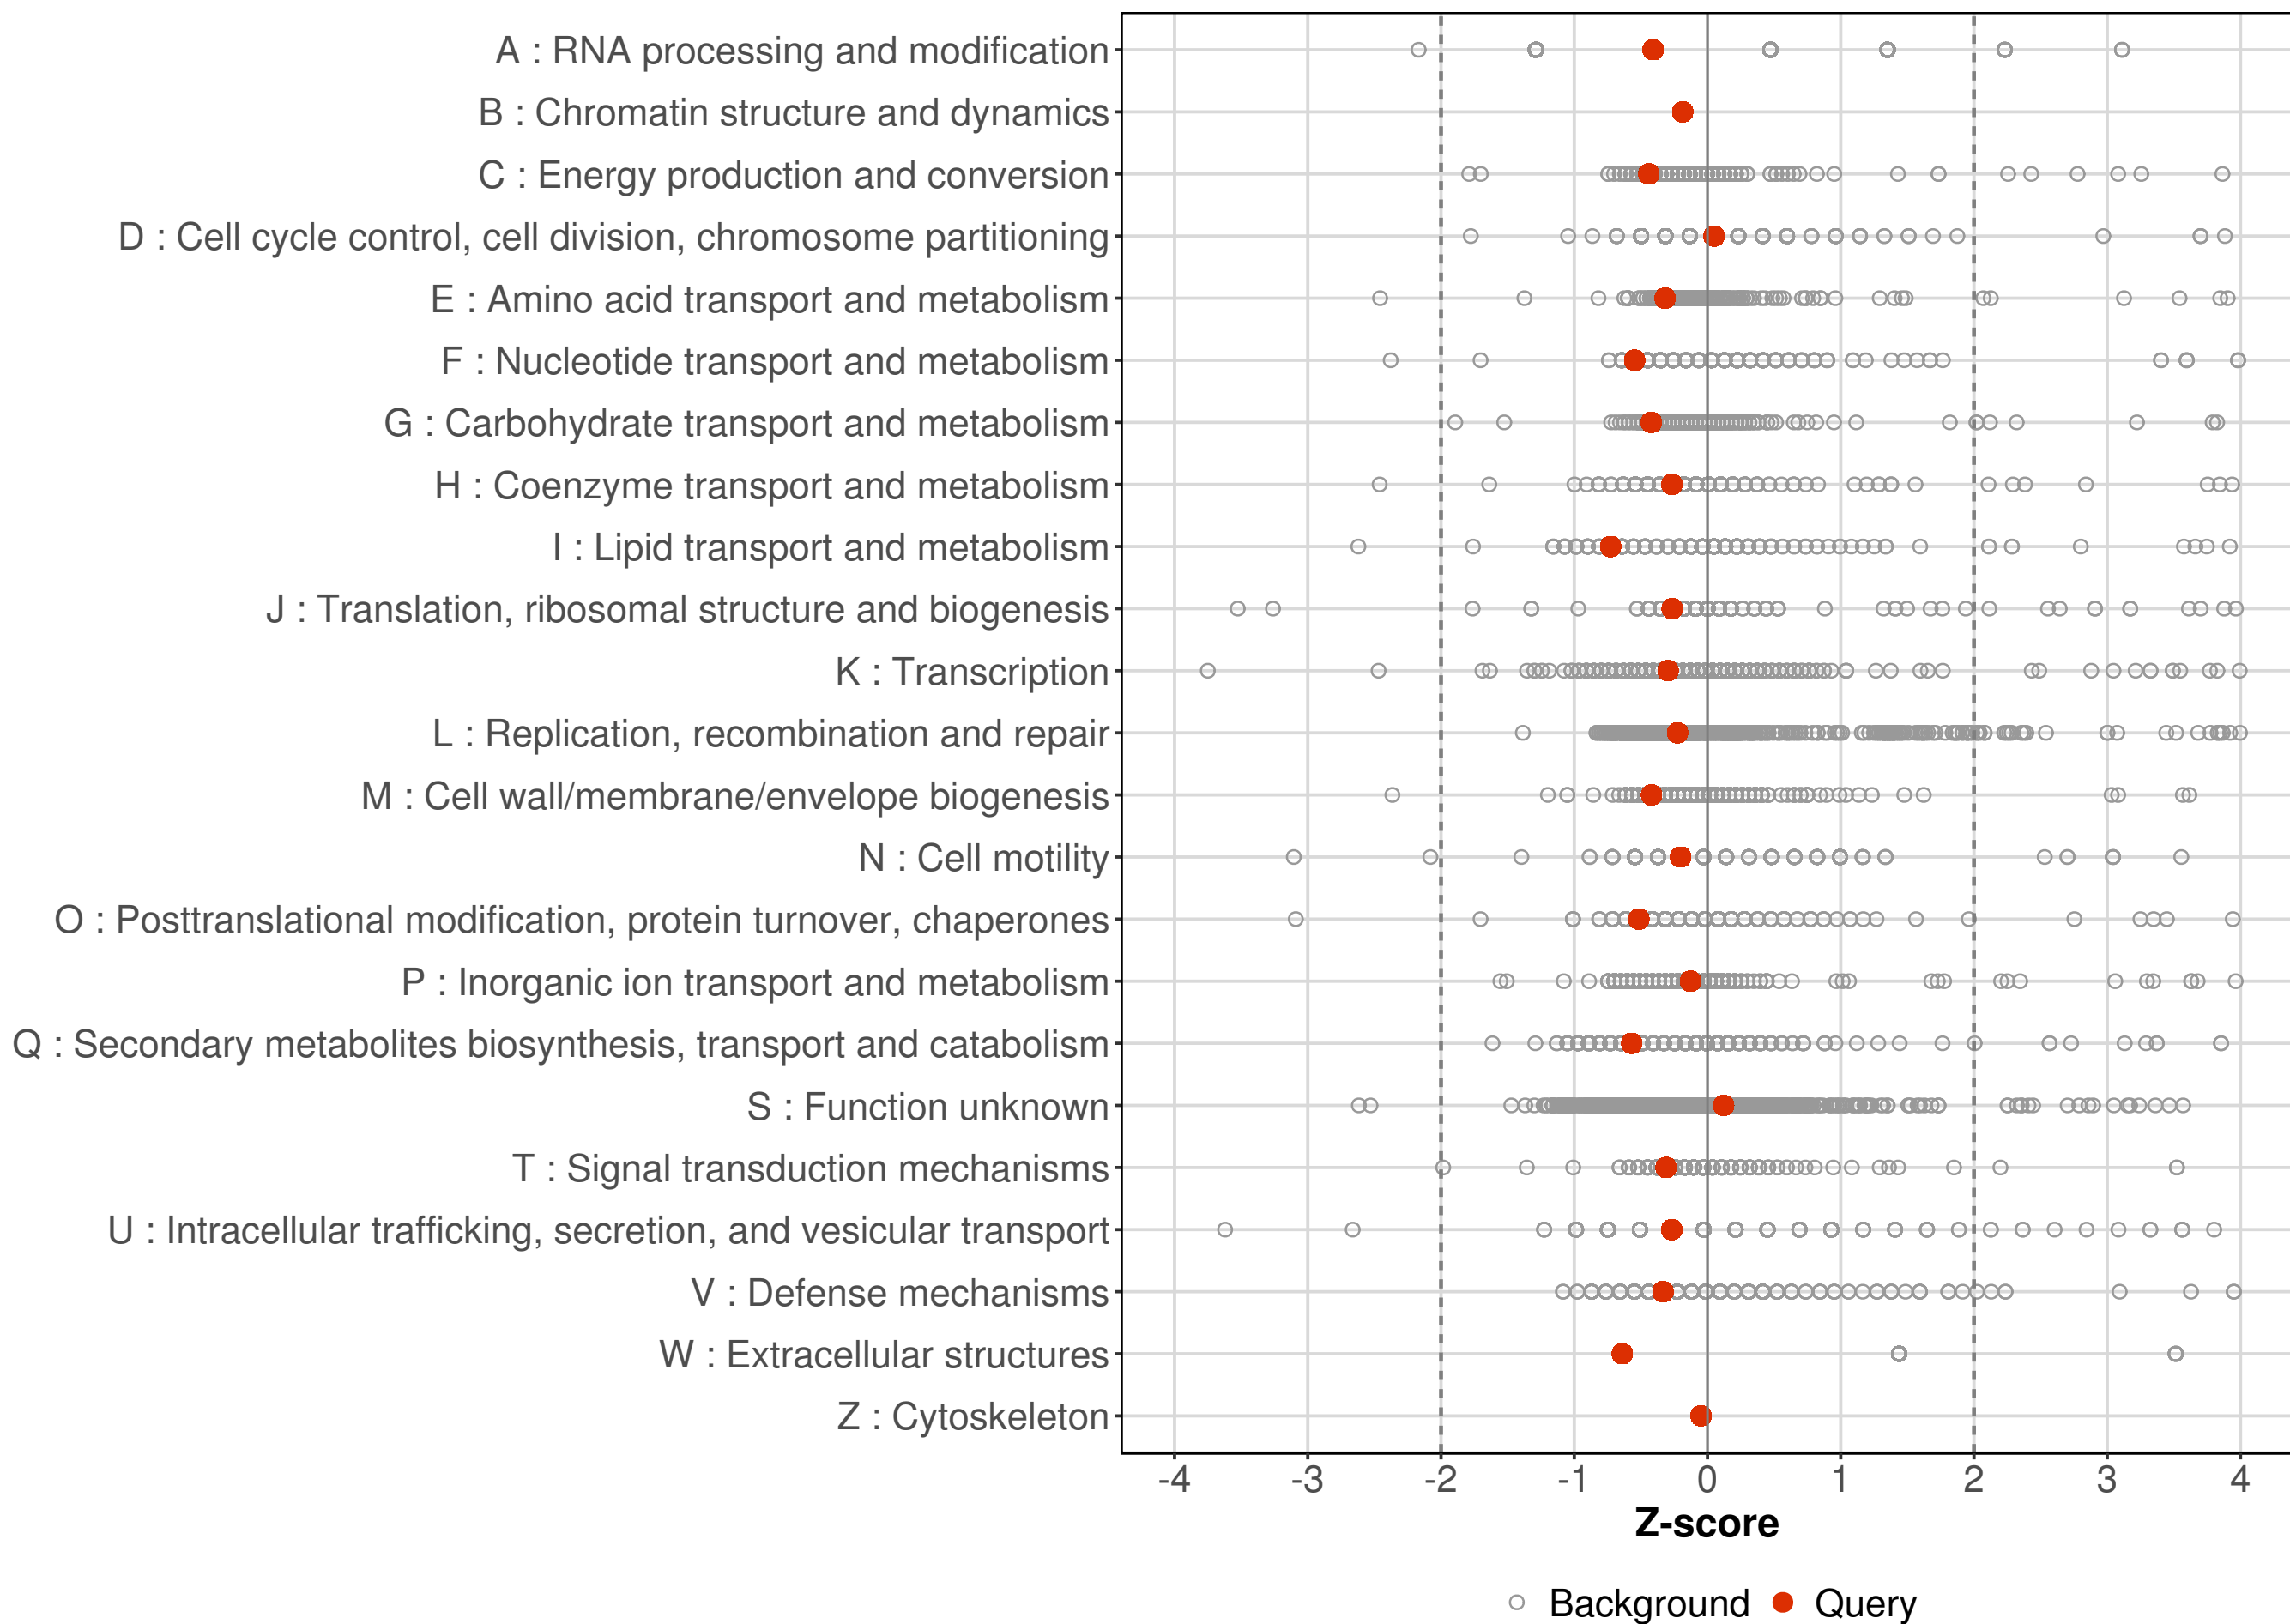 A : RNA processing and modification
B : Chromatin structure and dynamics
C : Energy production and conversion
D : Cell cycle control, cell division, chromosome partitioning
E : Amino acid transport and metabolism
F : Nucleotide transport and metabolism
G : Carbohydrate transport and metabolism
H : Coenzyme transport and metabolism
I : Lipid transport and metabolism
J : Translation, ribosomal structure and biogenesis
K : Transcription
L : Replication, recombination and repair
M : Cell wall/membrane/envelope biogenesis
N : Cell motility
O : Posttranslational modification, protein turnover, chaperones
P : Inorganic ion transport and metabolism
Q : Secondary metabolites biosynthesis, transport and catabolism
S : Function unknown
T : Signal transduction mechanisms
U : Intracellular trafficking, secretion, and vesicular transport
V : Defense mechanisms
W : Extracellular structures
Z : Cytoskeleton
-4 -3 -2 -1 0 1 2 3 4
Z-score
Background Query